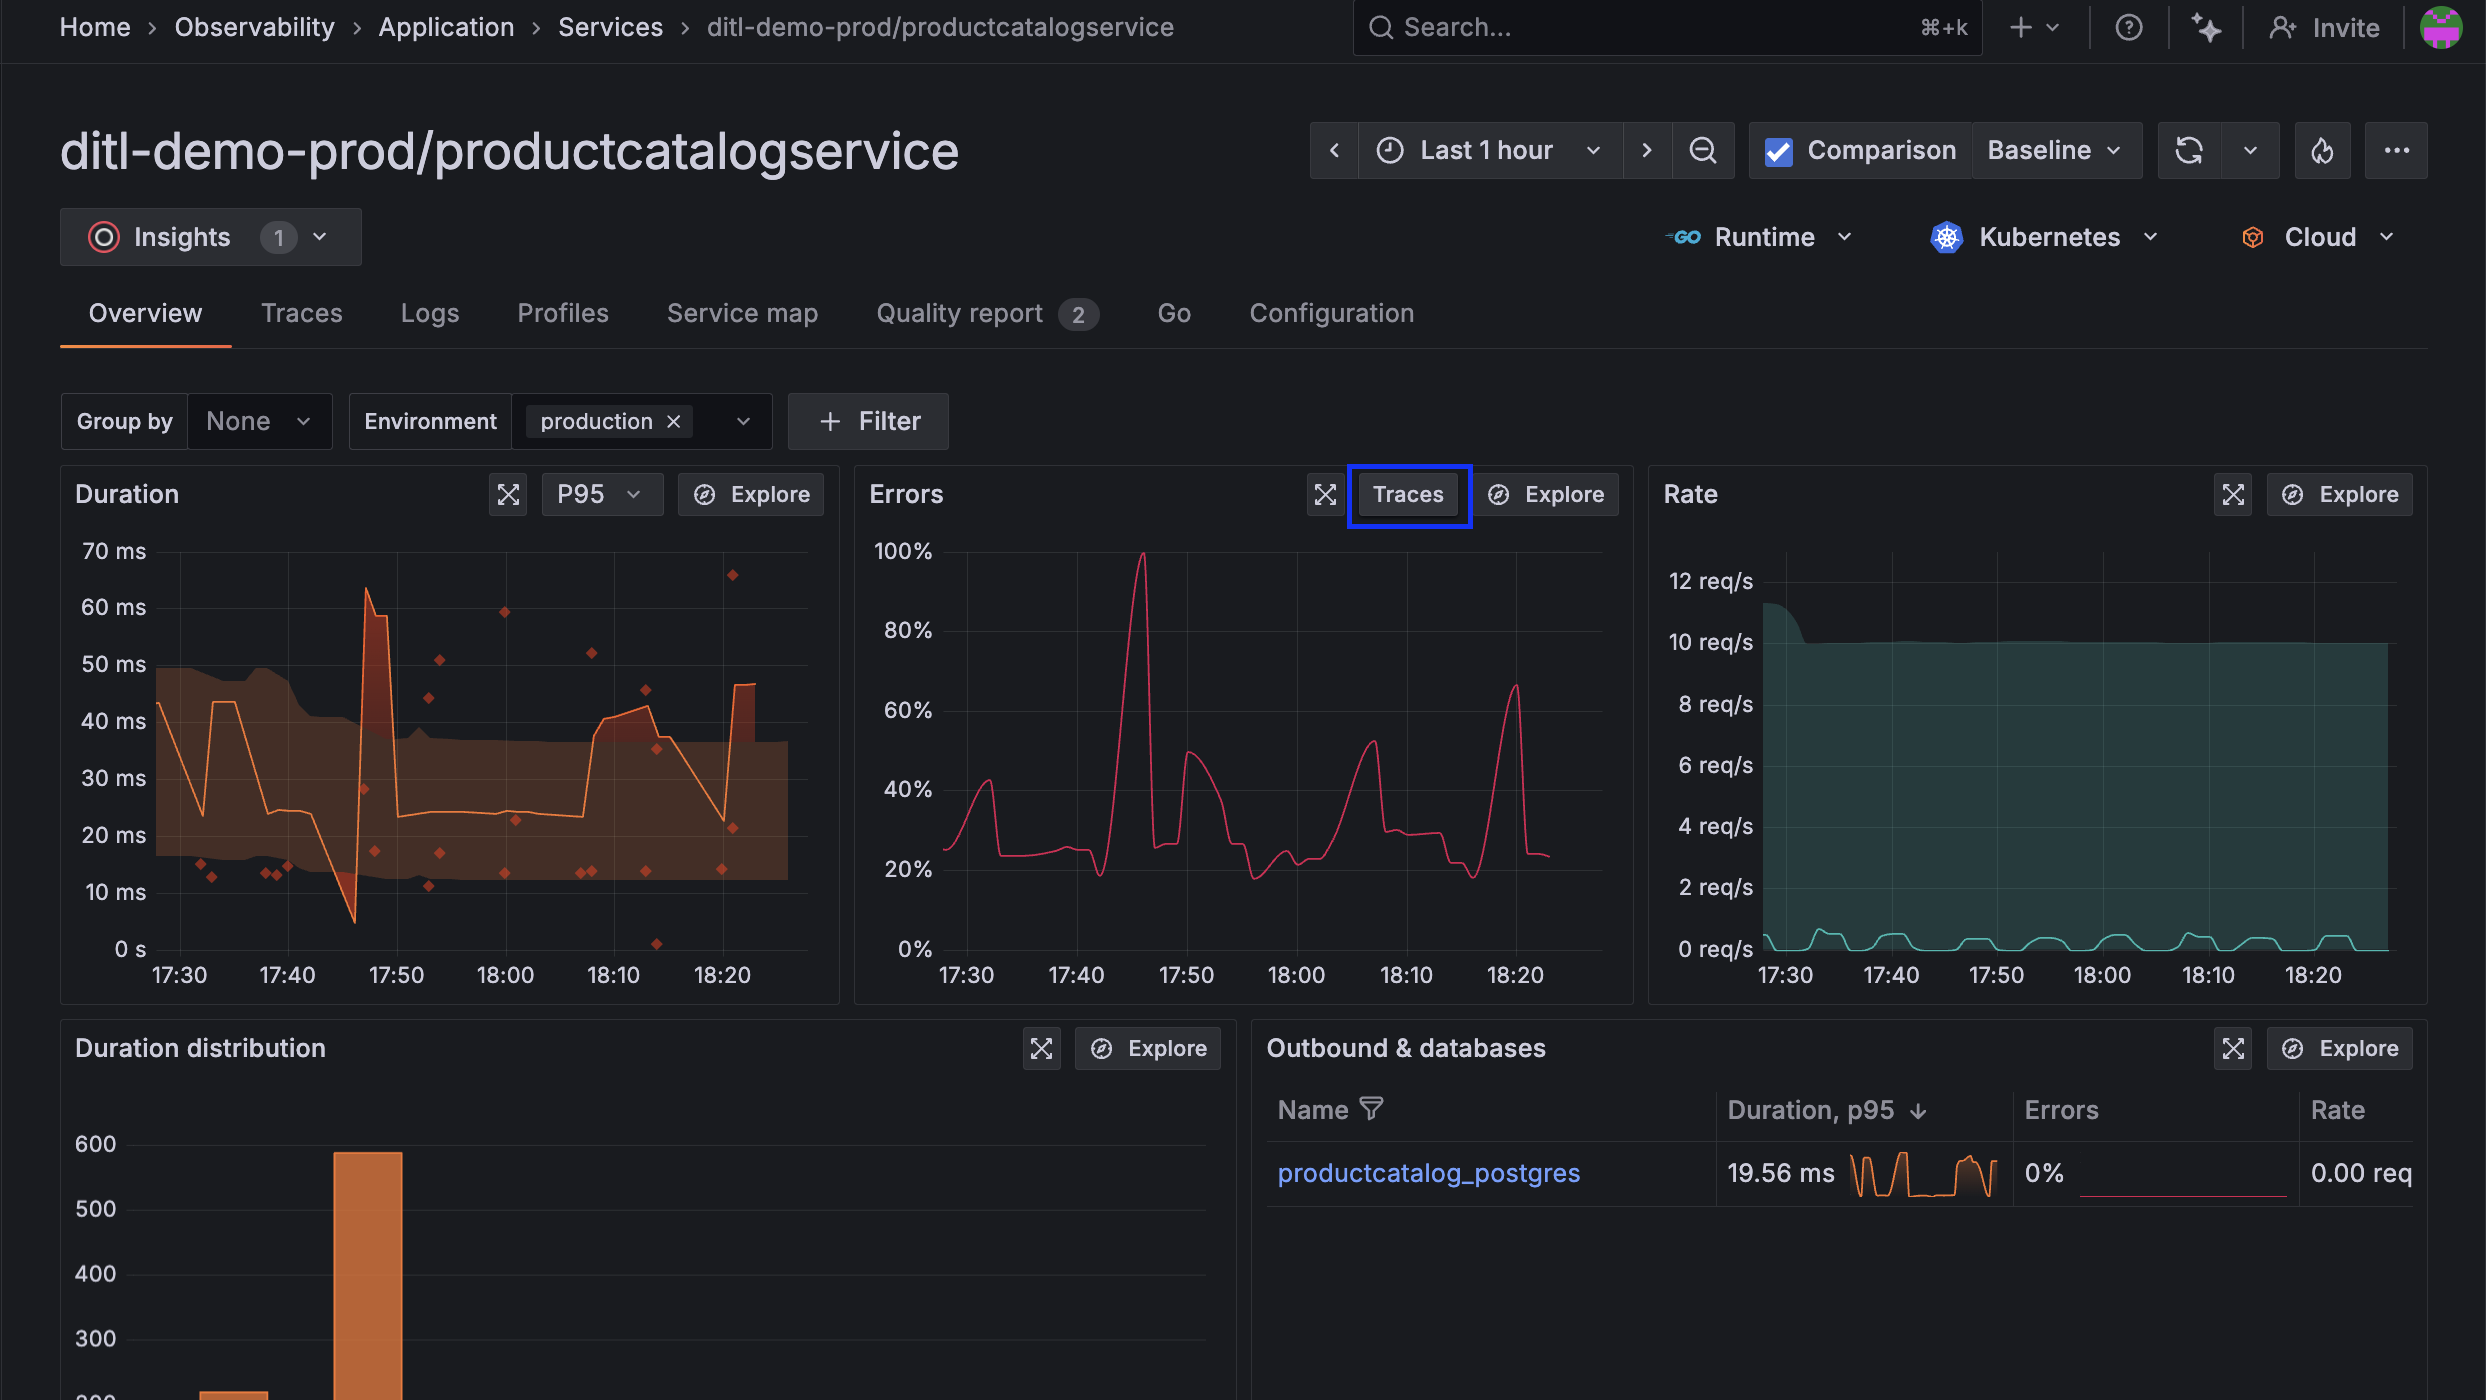 Home › Observability › Application › Services › ditl-demo-prod/productcatalogservice
Search... ⌘+k
Invite
ditl-demo-prod/productcatalogservice
Last 1 hour
Comparison
Baseline
Insights 1
GO Runtime
Kubernetes
Cloud
Overview
Traces
Logs
Profiles
Service map
Quality report 2
Go
Configuration
Group by
None
Environment
production
+ Filter
Duration
P95
Explore
70 ms
60 ms
50 ms
40 ms
30 ms
20 ms
10 ms
0 s
17:30 17:40 17:50 18:00 18:10 18:20
Errors
Traces
Explore
100%
80%
60%
40%
20%
0%
17:30 17:40 17:50 18:00 18:10 18:20
Rate
Explore
12 req/s
10 req/s
8 req/s
6 req/s
4 req/s
2 req/s
0 req/s
17:30 17:40 17:50 18:00 18:10 18:20
Duration distribution
Explore
600
500
400
300
Outbound & databases
Explore
Name Duration, p95 Errors Rate
productcatalog_postgres 19.56 ms 0% 0.00 req